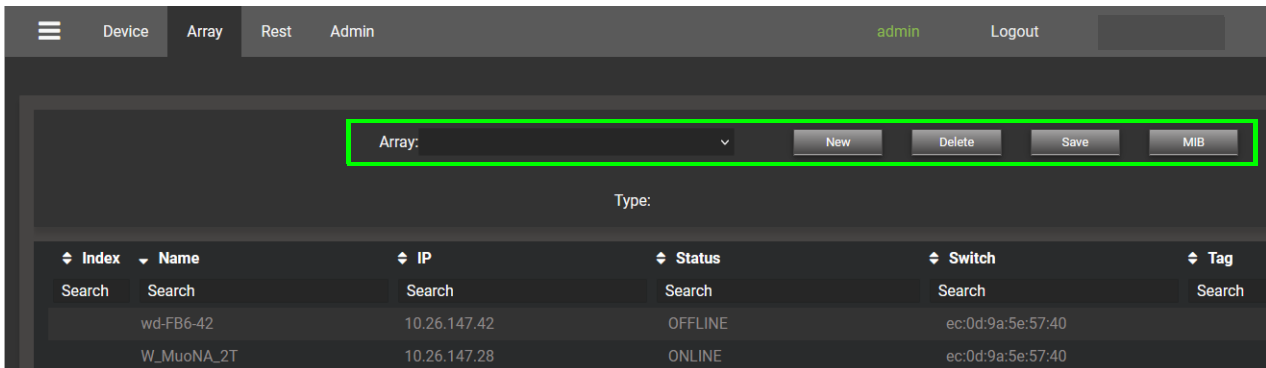 Device Array Rest Admin admin Logout
Array: New Delete Save MIB
Type:
Index Name IP Status Switch Tag
Search Search Search Search Search Search
wd-FB6-42 10.26.147.42 OFFLINE ec:0d:9a:5e:57:40
W_MuoNA_2T 10.26.147.28 ONLINE ec:0d:9a:5e:57:40